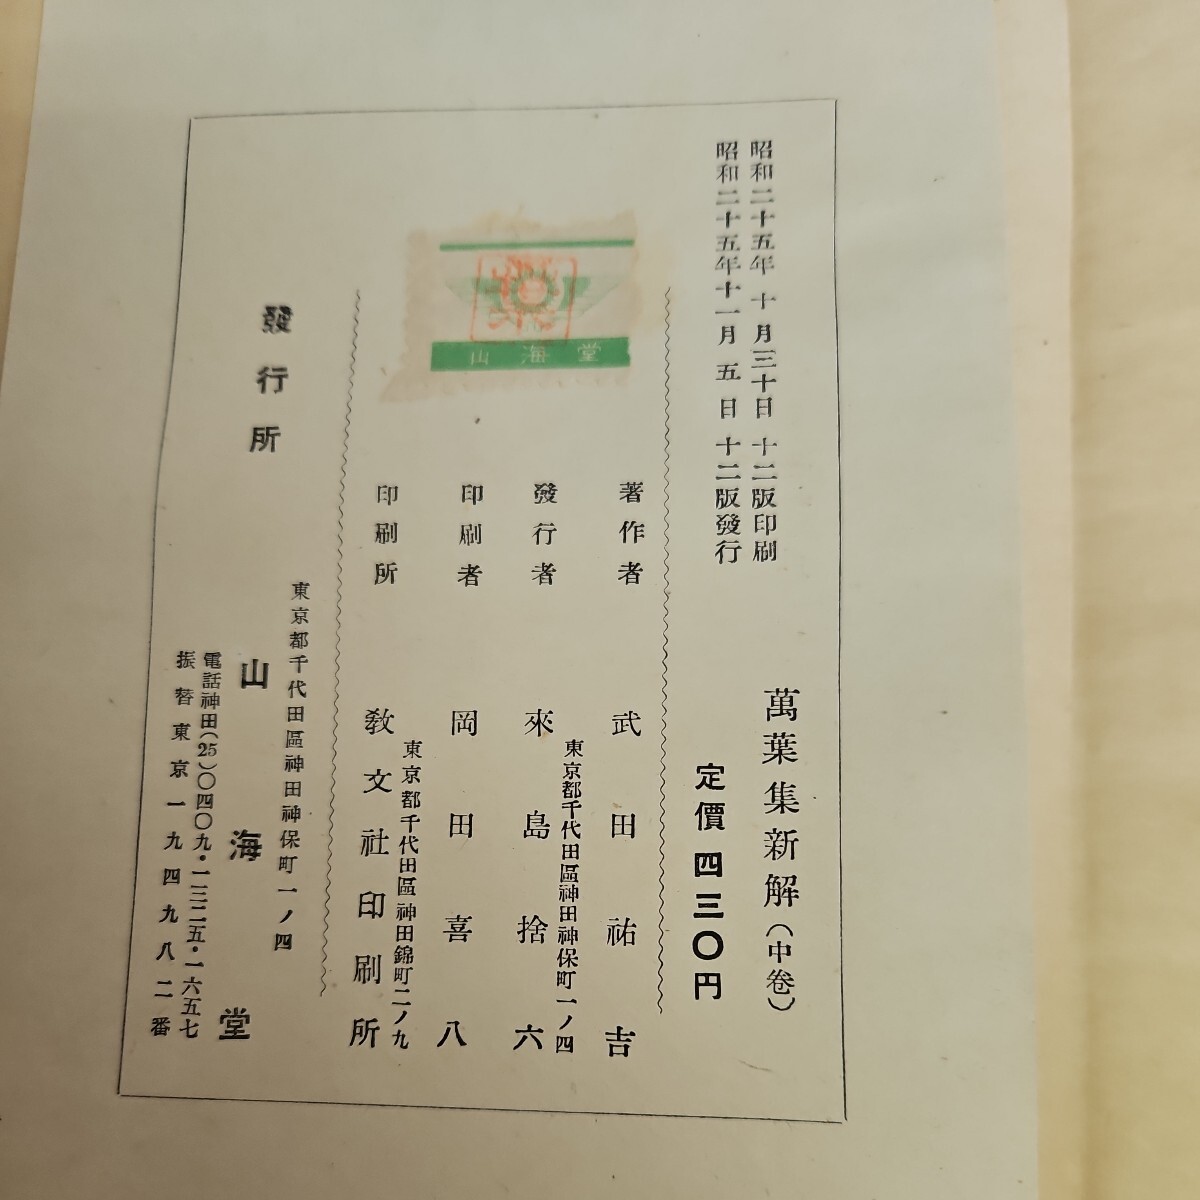 昭和二十五年十月三十日十二版印刷
昭和二十五年十一月五日十二版發行
萬葉集新解（中卷）
定價四三〇円
著作者 武田祐吉
東京都千代田區神田神保町一ノ四
發行者 來島捨六
印刷者 岡田喜八
東京都千代田區神田錦町二ノ九
印刷所 教文社印刷所
山海堂
東京都千代田區神田神保町一ノ四
發行所 山海堂
電話神田（25）〇四〇九・一三二五・一六五七
振替東京一九四九八二番